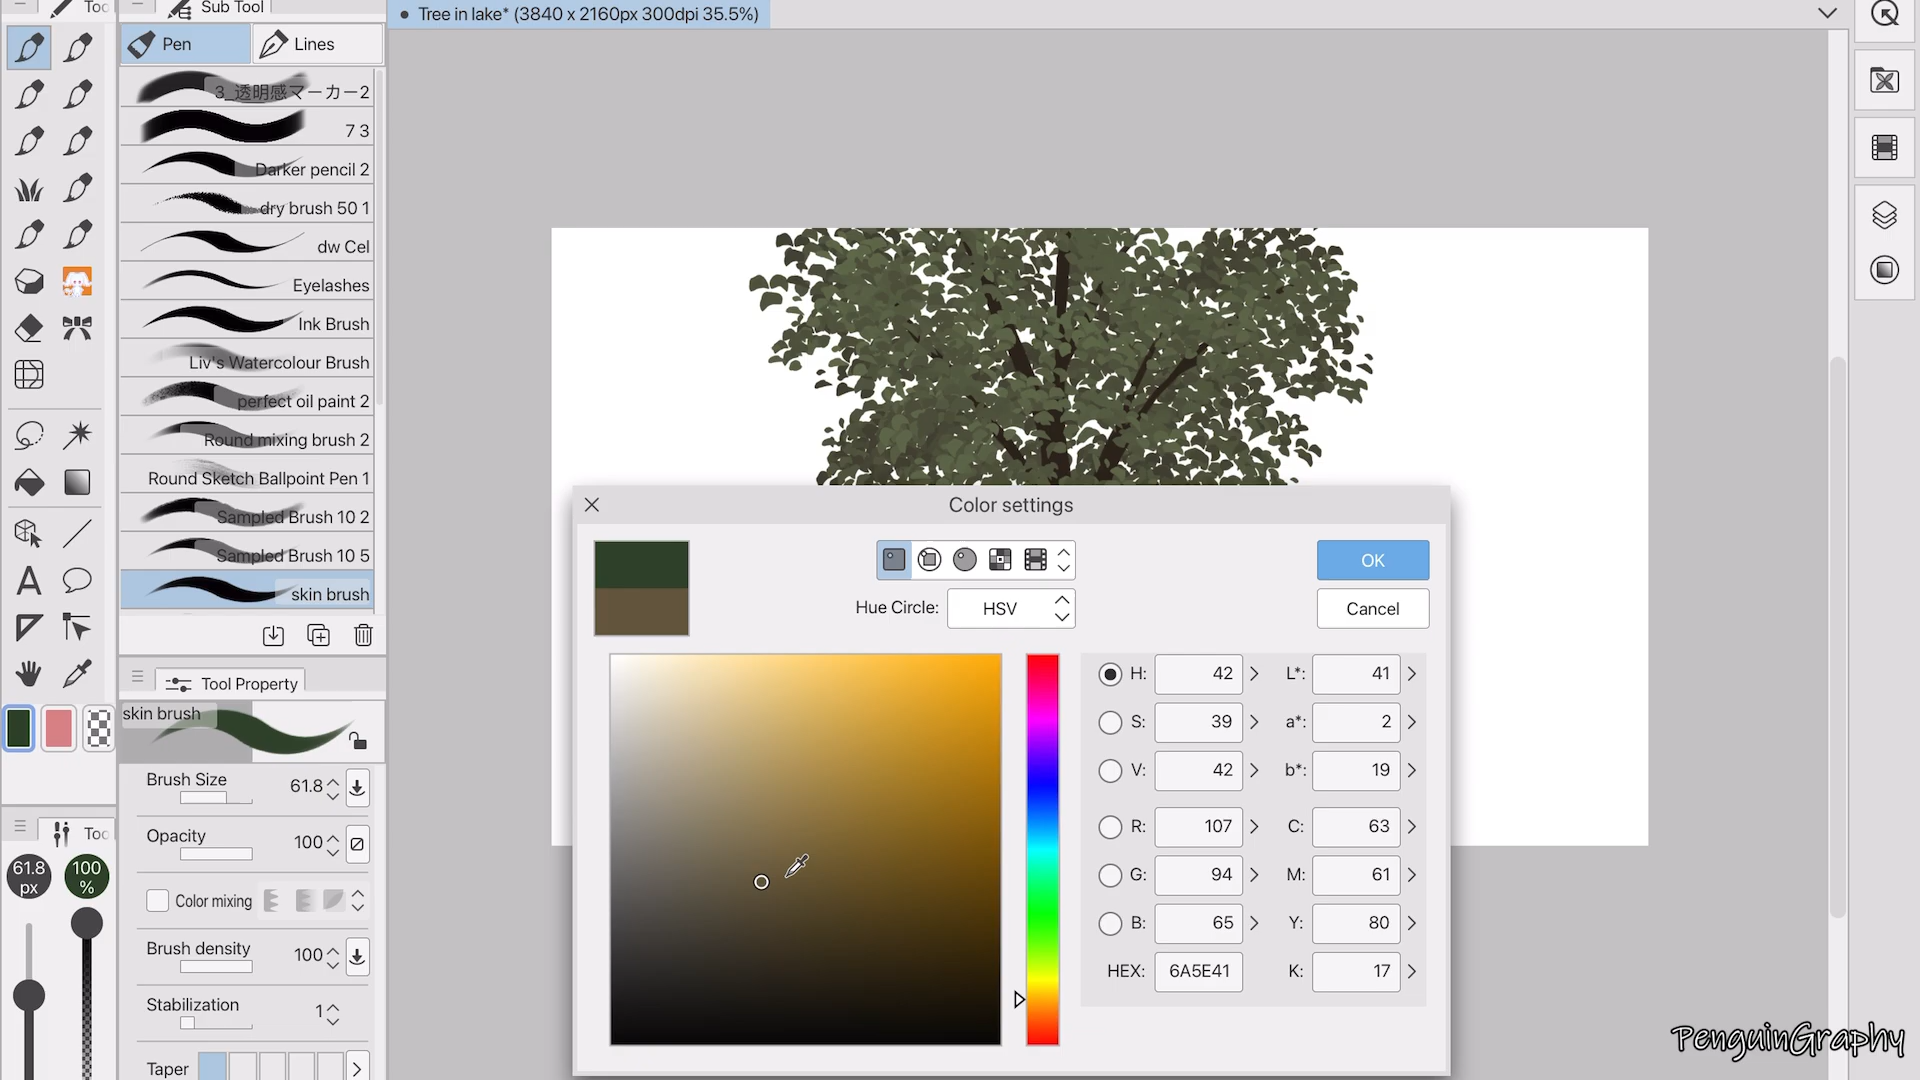 Too
Sub Tool
Tree in lake* (3840 x 2160px 300dpi 35.5%)
Pen
Lines
3_透明感マーカー2
7 3
Darker pencil 2
dry brush 50 1
dw Cel
Eyelashes
Ink Brush
Liv's Watercolour Brush
perfect oil paint 2
Round mixing brush 2
Round Sketch Ballpoint Pen 1
Sampled Brush 10 2
Sampled Brush 10 5
skin brush
Tool Property
skin brush
Brush Size 61.8
Opacity 100
Color mixing
Brush density 100
Stabilization 1
Taper
Too
61.8 px
100 %
Color settings
OK
Hue Circle: HSV
Cancel
H: 42 L*: 41
S: 39 a*: 2
V: 42 b*: 19
R: 107 C: 63
G: 94 M: 61
B: 65 Y: 80
HEX: 6A5E41 K: 17
PenguinGraphy